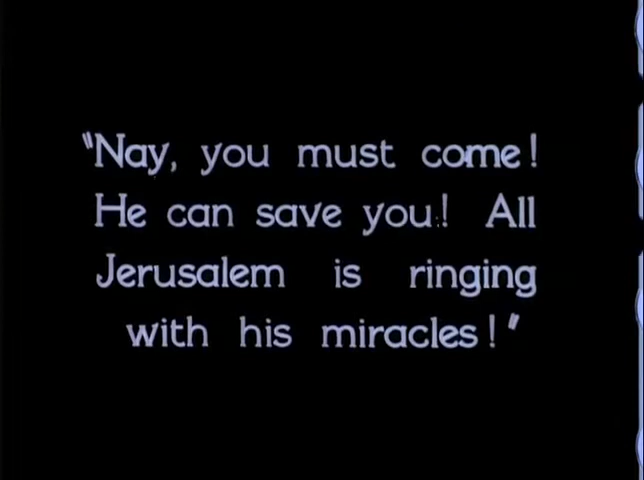 "Nay, you must come!
He can save you! All
Jerusalem is ringing
with his miracles!"